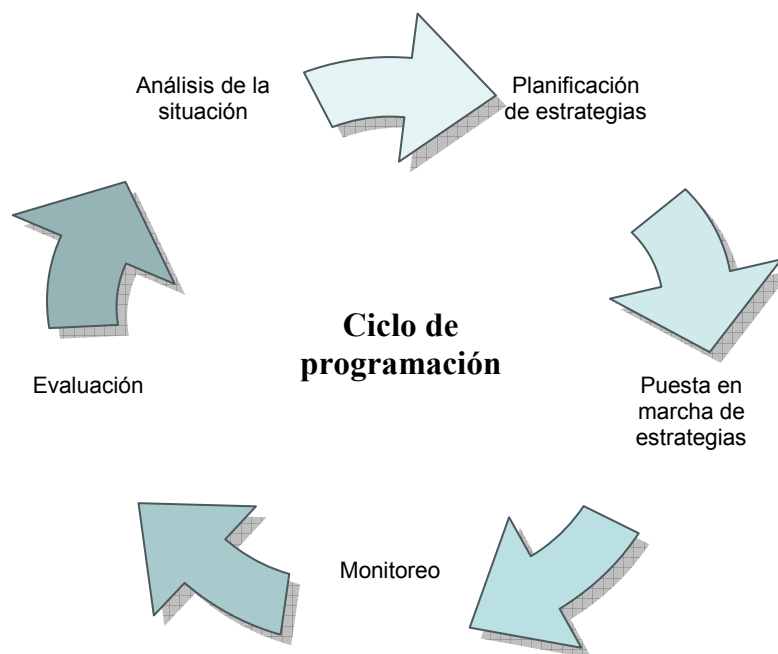 Análisis de la
situación
Planificación
de estrategias
Ciclo de
programación
Puesta en
marcha de
estrategias
Monitoreo
Evaluación